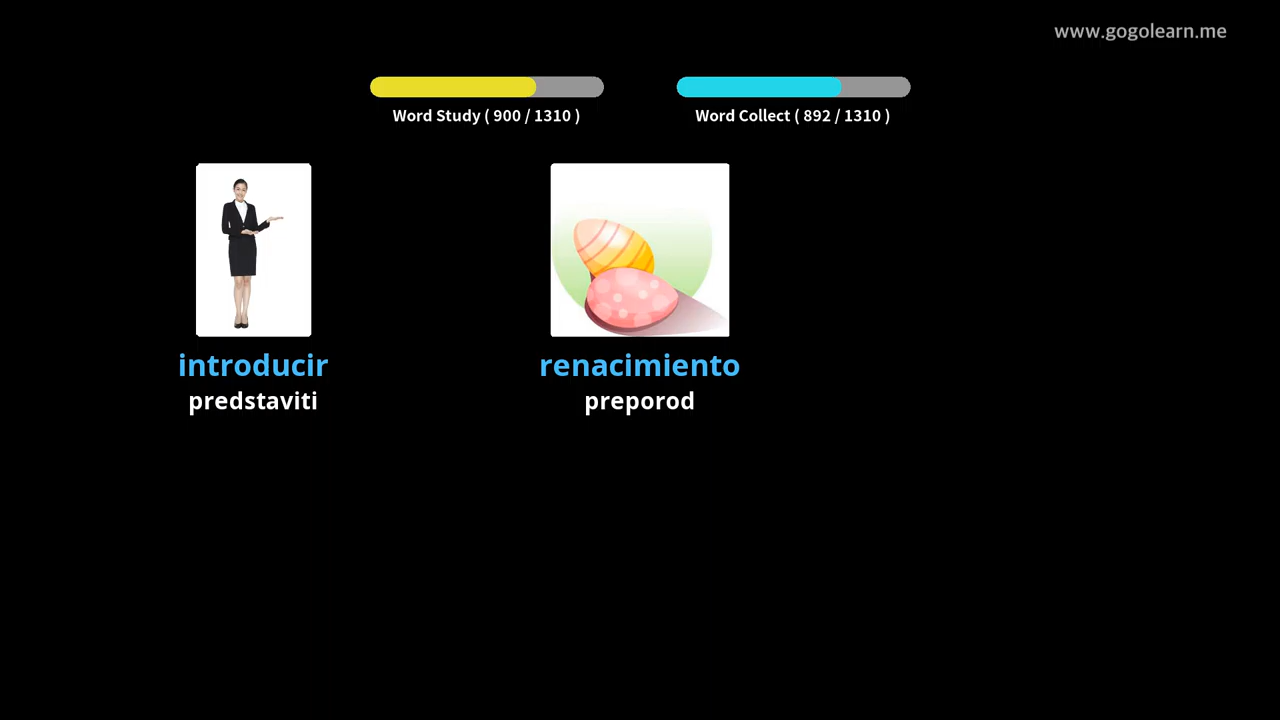 www.gogolearn.me
Word Study ( 900 / 1310 )
Word Collect ( 892 / 1310 )
introducir
predstaviti
renacimiento
preporod